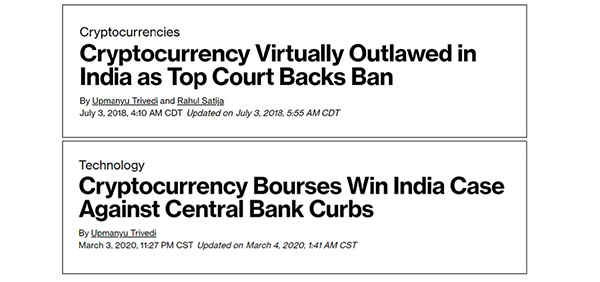 Cryptocurrencies
Cryptocurrency Virtually Outlawed in
India as Top Court Backs Ban
By Upmanyu Trivedi and Rahul Satija
July 3, 2018, 4:10 AM CDT Updated on July 3, 2018, 5:55 AM CDT
Technology
Cryptocurrency Bourses Win India Case
Against Central Bank Curbs
By Upmanyu Trivedi
March 3, 2020, 11:27 PM CST Updated on March 4, 2020, 1:41 AM CST